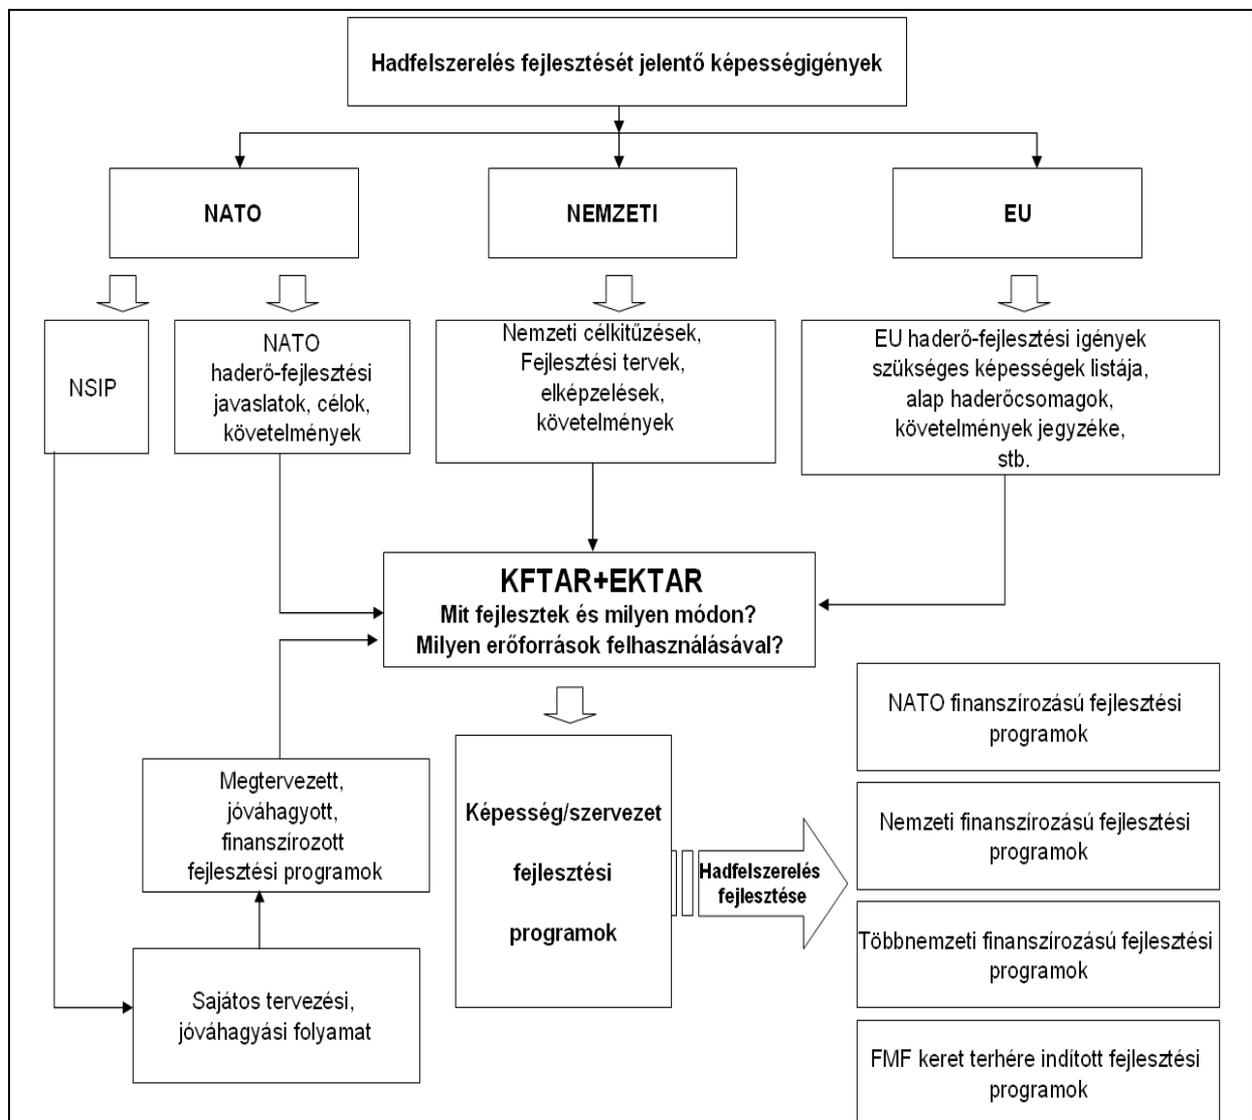 Hadfelszerelés fejlesztését jelentő képességigények
NATO
NEMZETI
EU
NSIP
NATO
haderő-fejlesztési
javaslatok, célok,
követelmények
Nemzeti célkitűzések,
Fejlesztési tervek,
elképzelések,
követelmények
EU haderő-fejlesztési igények
szükséges képességek listája,
alap haderőcsomagok,
követelmények jegyzéke,
stb.
KFTAR+EKTAR
Mit fejlesztek és milyen módon?
Milyen erőforrások felhasználásával?
Megtervezett,
jóváhagyott,
finanszírozott
fejlesztési programok
Sajátos tervezési,
jóváhagyási folyamat
Képesség/szervezet
fejlesztési
programok
Hadfelszerelés
fejlesztése
NATO finanszírozású fejlesztési
programok
Nemzeti finanszírozású fejlesztési
programok
Többnemzeti finanszírozású fejlesztési
programok
FMF keret terhére indított fejlesztési
programok